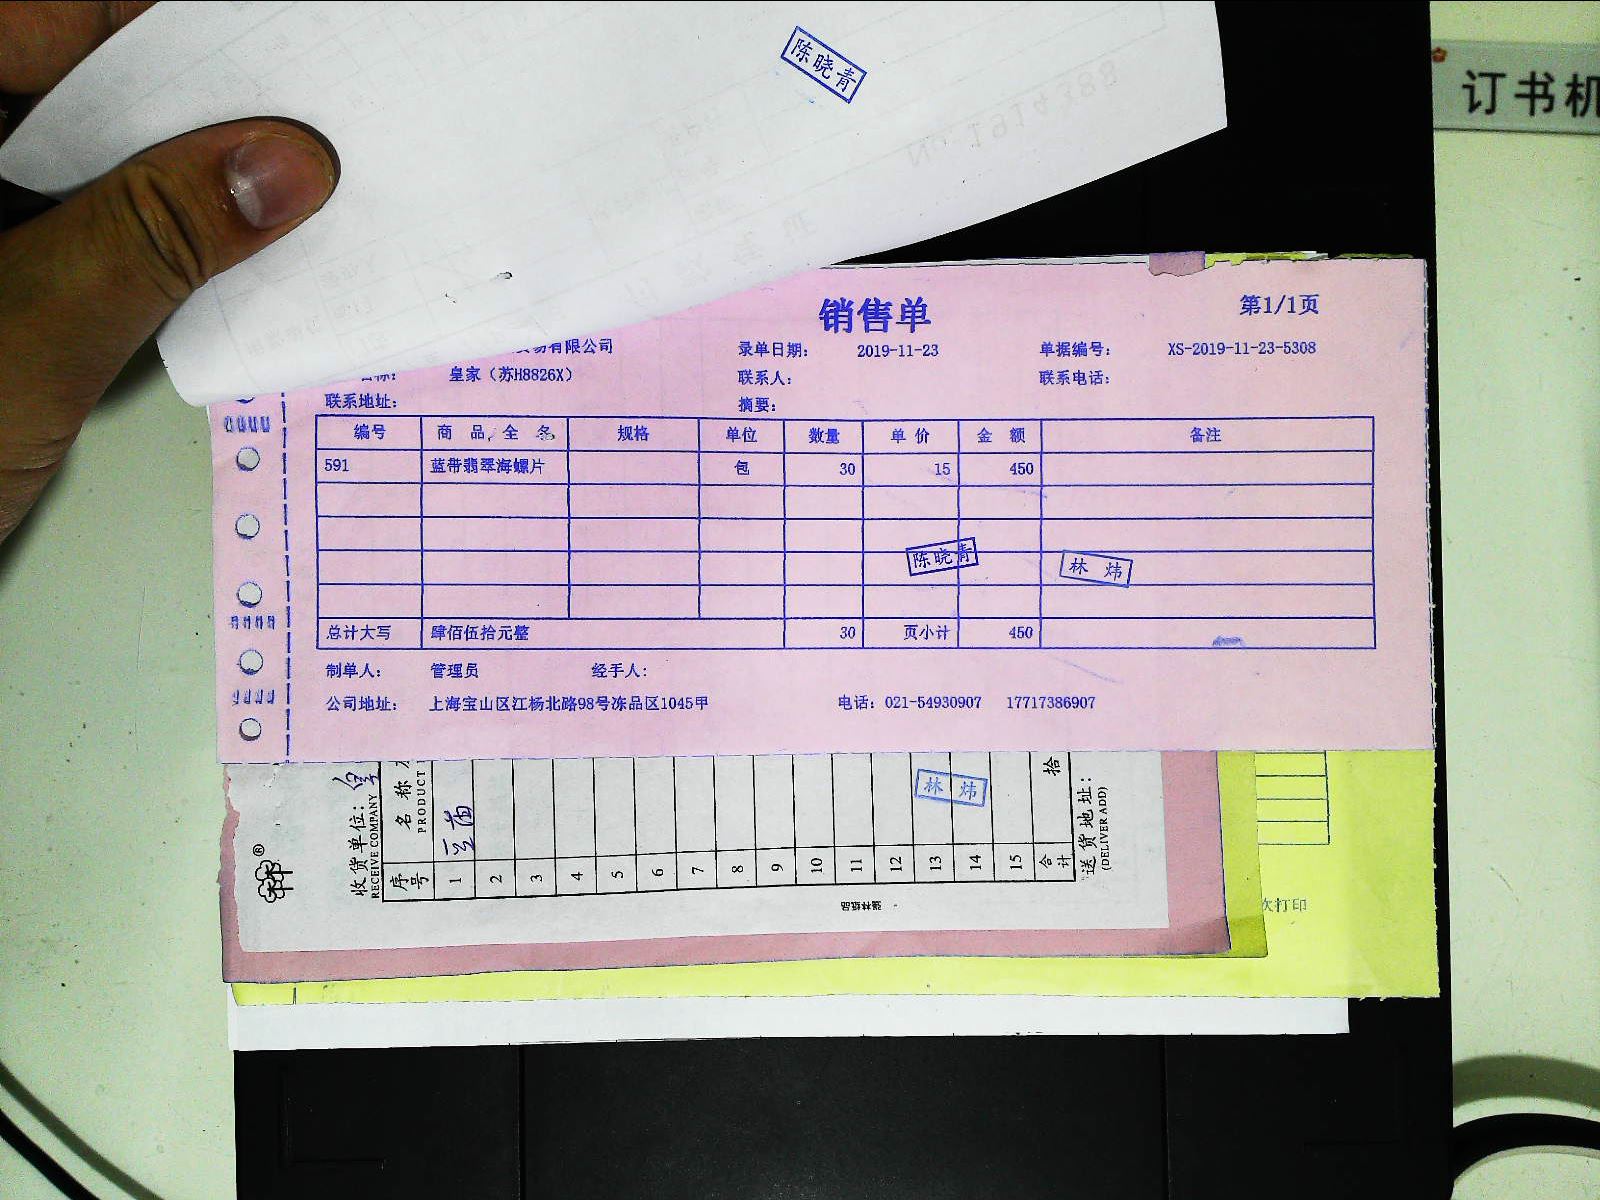 陈晓青
订书机
销售单
第1/1页
贸易有限公司
录单日期: 2019-11-23
单据编号: XS-2019-11-23-5308
名称: 皇家（苏H8826X）
联系人:
联系电话:
联系地址:
摘要:
编号 商品全名 规格 单位 数量 单价 金额 备注
591 蓝带翡翠海螺片 包 30 15 450
陈晓青
林炜
总计大写 肆佰伍拾元整 30 页小计 450
制单人: 管理员 经手人:
公司地址: 上海宝山区江杨北路98号冻品区1045甲 电话: 021-54930907 17717386907
收货单位:
RECEIVE COMPANY
序号 名称
PRODUCT
1
2
3
4
5
6
7
8
9
10
11
12
13
14
15
合计 拾
林炜
送货地址:
(DELIVER ADD)
次打印